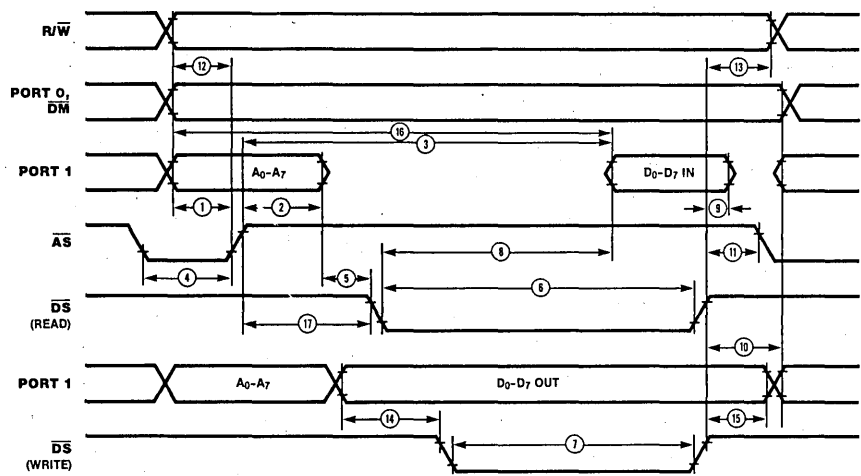 R/W̅
12
13
PORT 0,
D̅M̅
16
3
PORT 1
A0–A7
D0–D7 IN
1
2
9
A̅S̅
8
11
4
5
6
D̅S̅
(READ)
17
10
PORT 1
A0–A7
D0–D7 OUT
14
15
7
D̅S̅
(WRITE)